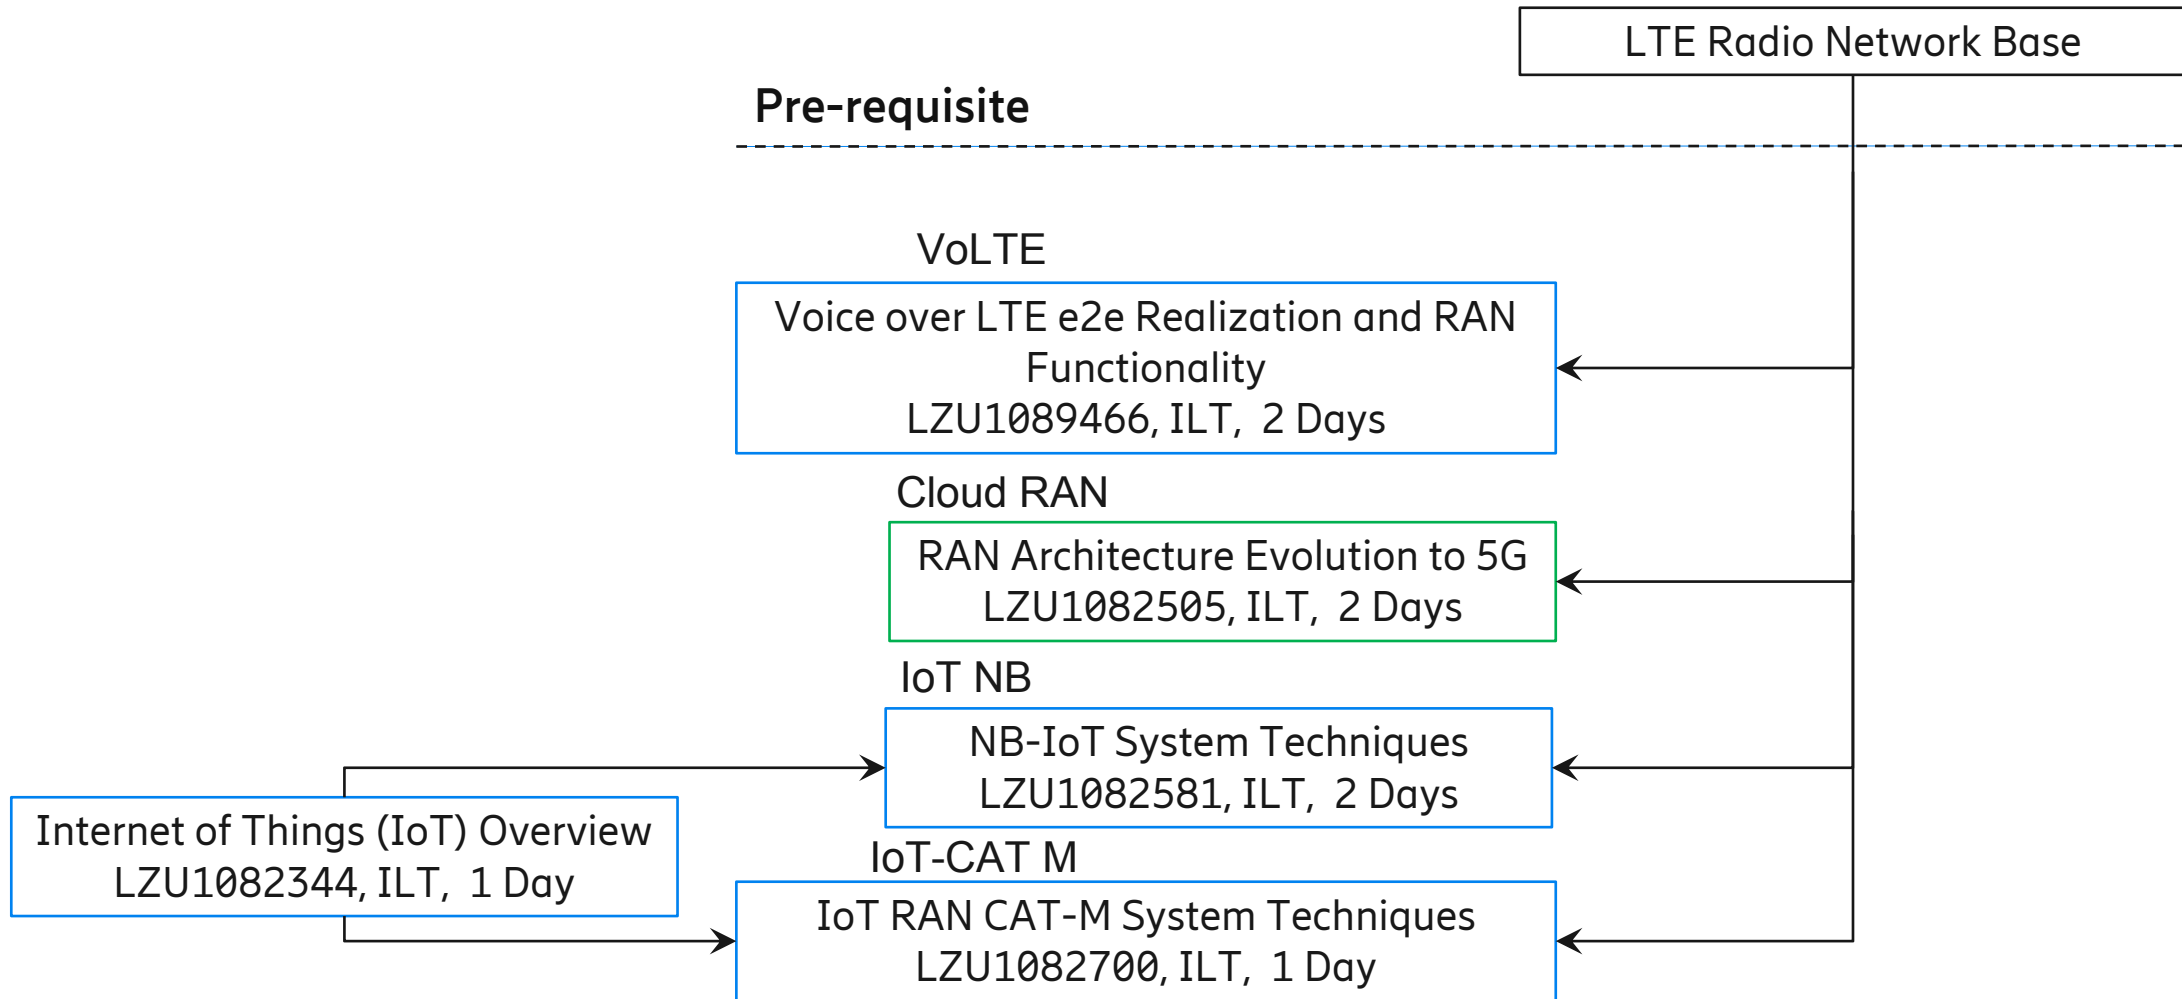 LTE Radio Network Base
Pre-requisite
VoLTE
Voice over LTE e2e Realization and RAN
Functionality
LZU1089466, ILT, 2 Days
Cloud RAN
RAN Architecture Evolution to 5G
LZU1082505, ILT, 2 Days
IoT NB
NB-IoT System Techniques
LZU1082581, ILT, 2 Days
Internet of Things (IoT) Overview
LZU1082344, ILT, 1 Day
IoT-CAT M
IoT RAN CAT-M System Techniques
LZU1082700, ILT, 1 Day